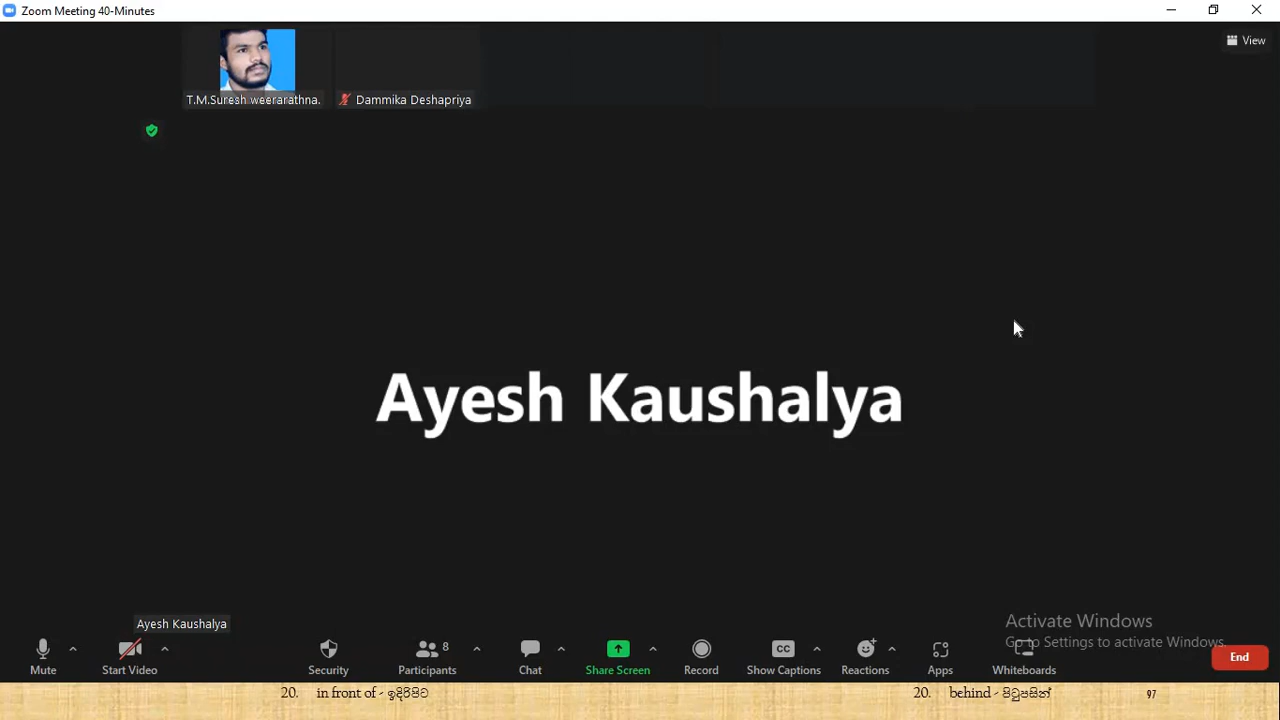 Zoom Meeting 40-Minutes
View
T.M.Suresh weerarathna.
Dammika Deshapriya
Ayesh Kaushalya
Ayesh Kaushalya
Activate Windows
Go to Settings to activate Windows.
Mute
Start Video
Security
8
Participants
Chat
Share Screen
Record
CC
Show Captions
Reactions
Apps
Whiteboards
End
20. in front of - ඉදිරිපිට
20. behind - පිටුපසින්
97